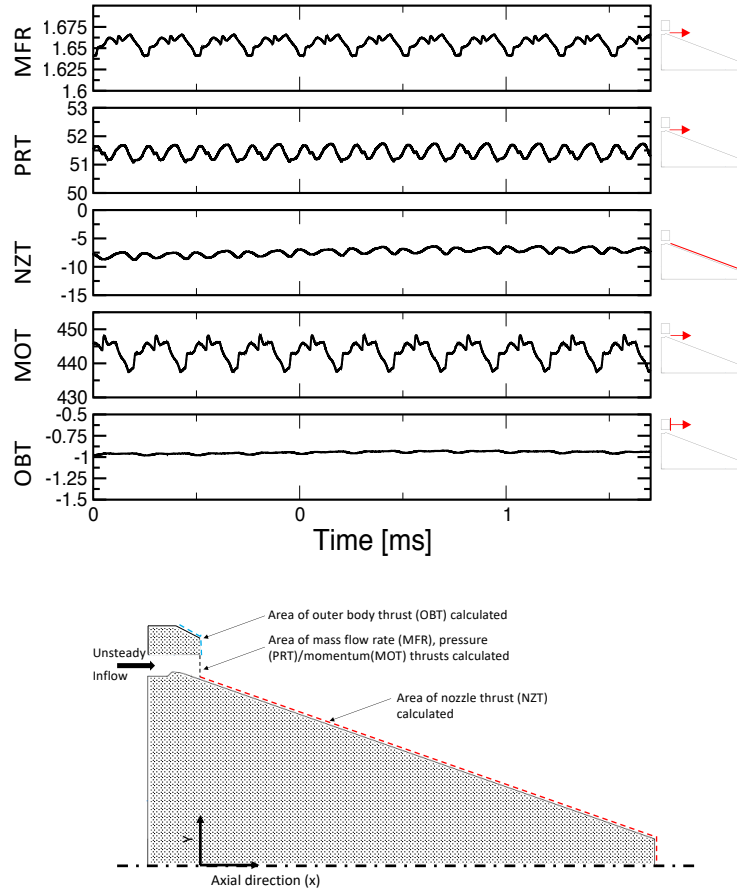 MFR
1.675
1.65
1.625
1.6
PRT
53
52
51
50
NZT
0
-5
-10
-15
MOT
450
440
430
OBT
-0.5
-0.75
-1
-1.25
-1.5
0 0 1
Time [ms]
Area of outer body thrust (OBT) calculated
Unsteady
Inflow
Area of mass flow rate (MFR), pressure
(PRT)/momentum(MOT) thrusts calculated
Area of nozzle thrust (NZT)
calculated
Y
Axial direction (x)